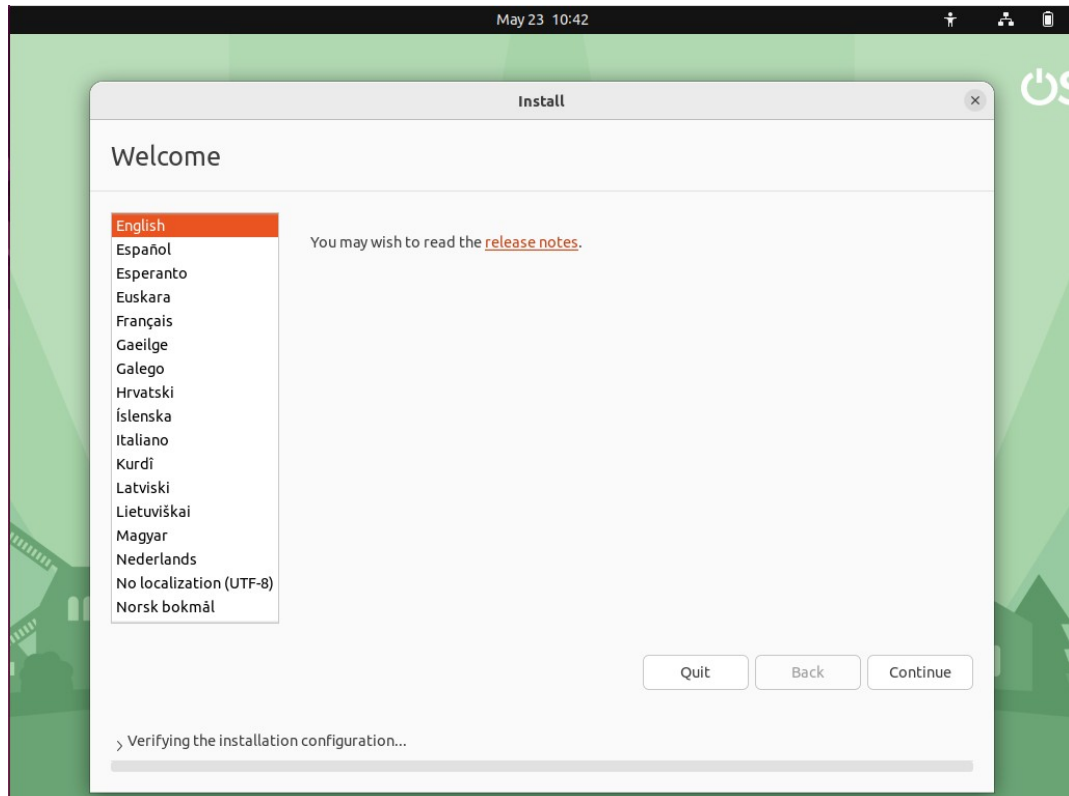 May 23 10:42
Install
Welcome
English
Español
Esperanto
Euskara
Français
Gaeilge
Galego
Hrvatski
Íslenska
Italiano
Kurdî
Latviski
Lietuviškai
Magyar
Nederlands
No localization (UTF-8)
Norsk bokmål
You may wish to read the release notes.
Quit
Back
Continue
Verifying the installation configuration...